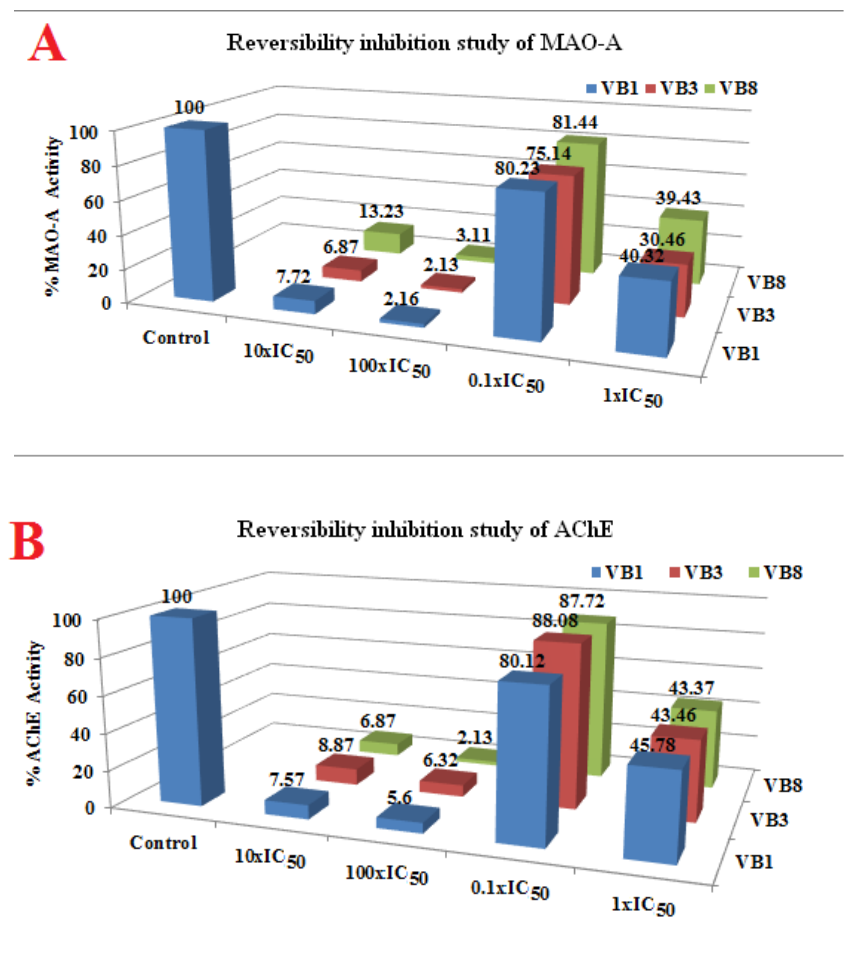 A
Reversibility inhibition study of MAO-A
VB1 VB3 VB8
% MAO-A Activity
100
80
60
40
20
0
100
7.72
6.87
13.23
2.16
2.13
3.11
80.23
75.14
81.44
40.32
30.46
39.43
Control
10xIC50
100xIC50
0.1xIC50
1xIC50
VB8
VB3
VB1
B
Reversibility inhibition study of AChE
VB1 VB3 VB8
% AChE Activity
100
80
60
40
20
0
100
7.57
8.87
6.87
5.6
6.32
2.13
80.12
88.08
87.72
45.78
43.46
43.37
Control
10xIC50
100xIC50
0.1xIC50
1xIC50
VB8
VB3
VB1